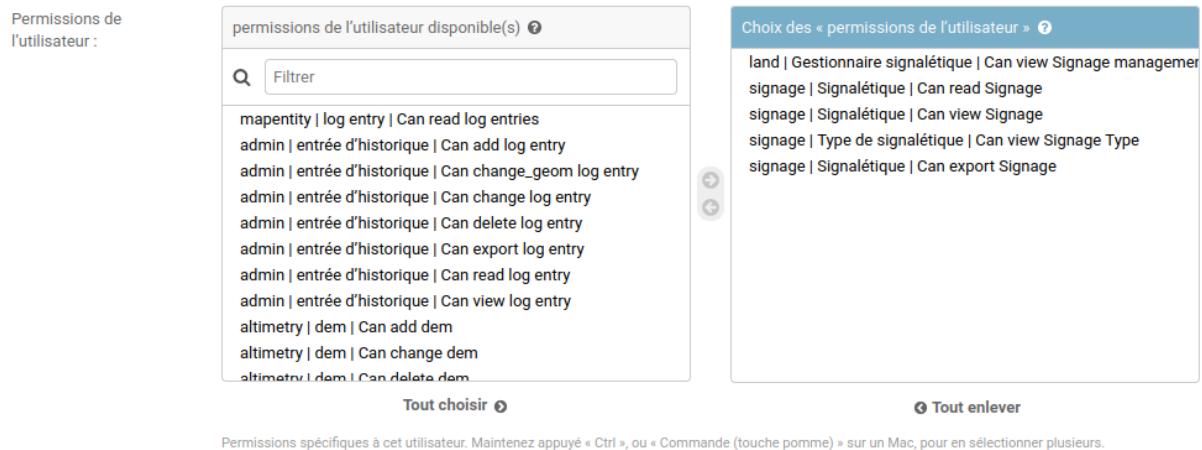 Permissions de
l’utilisateur :
permissions de l’utilisateur disponible(s)
Filtrer
mapentity | log entry | Can read log entries
admin | entrée d’historique | Can add log entry
admin | entrée d’historique | Can change_geom log entry
admin | entrée d’historique | Can change log entry
admin | entrée d’historique | Can delete log entry
admin | entrée d’historique | Can export log entry
admin | entrée d’historique | Can read log entry
admin | entrée d’historique | Can view log entry
altimetry | dem | Can add dem
altimetry | dem | Can change dem
altimetry | dem | Can delete dem
Tout choisir
Choix des « permissions de l’utilisateur »
land | Gestionnaire signalétique | Can view Signage managemer
signage | Signalétique | Can read Signage
signage | Signalétique | Can view Signage
signage | Type de signalétique | Can view Signage Type
signage | Signalétique | Can export Signage
Tout enlever
Permissions spécifiques à cet utilisateur. Maintenez appuyé « Ctrl », ou « Commande (touche pomme) » sur un Mac, pour en sélectionner plusieurs.